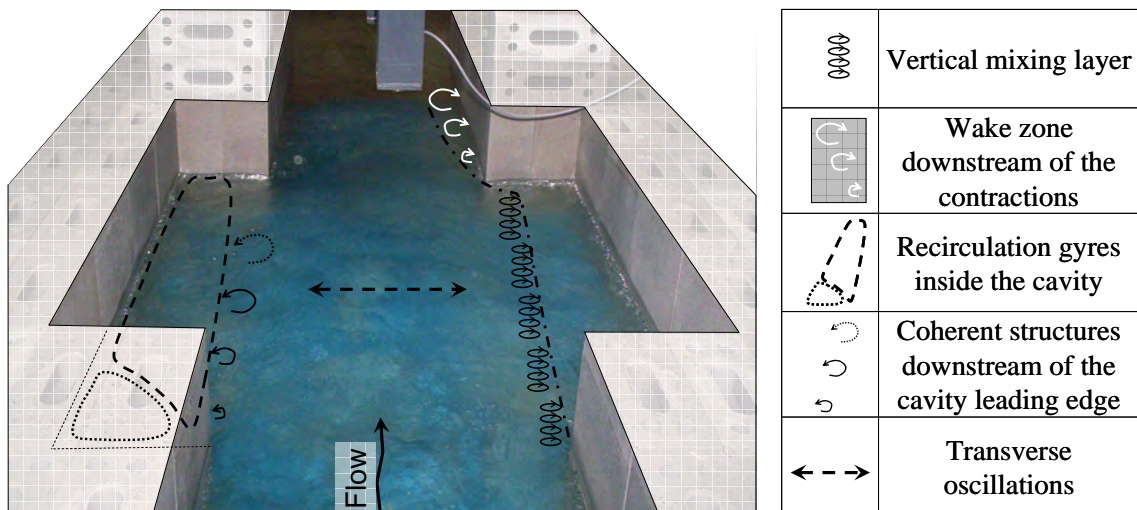 Flow
Vertical mixing layer
Wake zone
downstream of the
contractions
Recirculation gyres
inside the cavity
Coherent structures
downstream of the
cavity leading edge
Transverse
oscillations